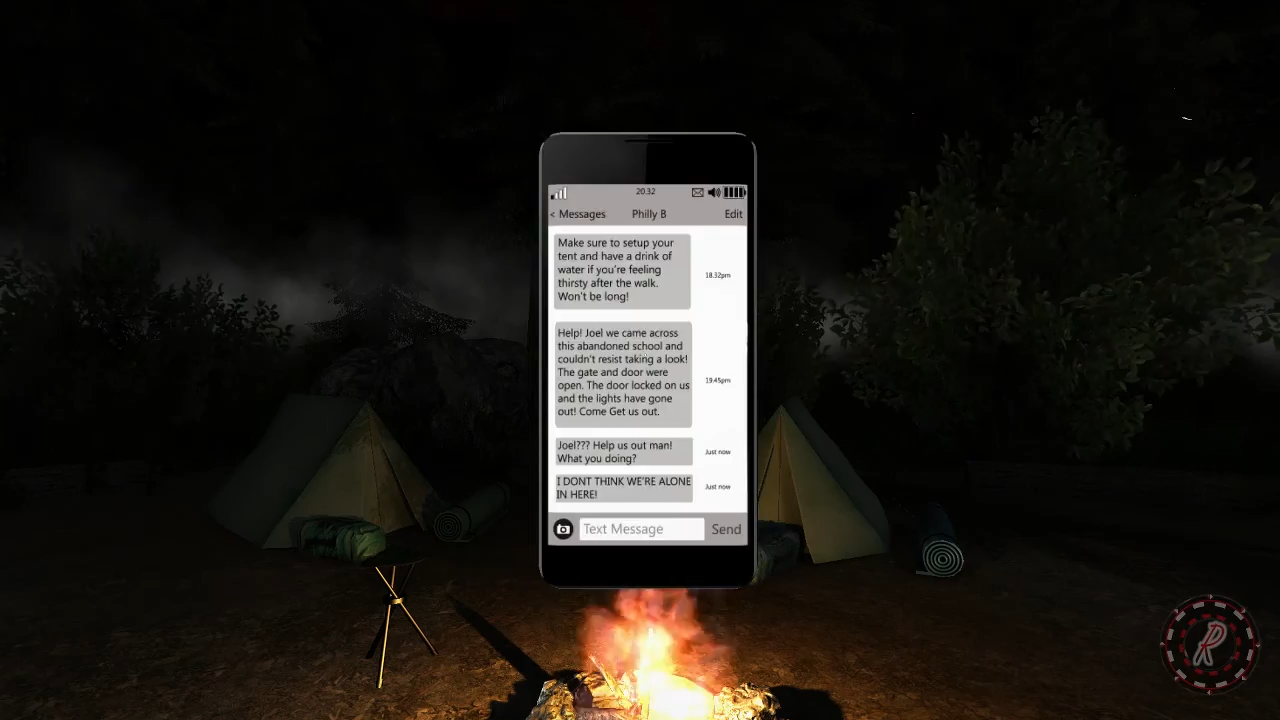 20.32
< Messages Philly B Edit
Make sure to setup your
tent and have a drink of
water if you're feeling
thirsty after the walk.
Won't be long!
18.32pm
Help! Joel we came across
this abandoned school and
couldn't resist taking a look!
The gate and door were
open. The door locked on us
and the lights have gone
out! Come Get us out.
19.45pm
Joel??? Help us out man!
What you doing?
Just now
I DONT THINK WE'RE ALONE
IN HERE!
Just now
Text Message Send